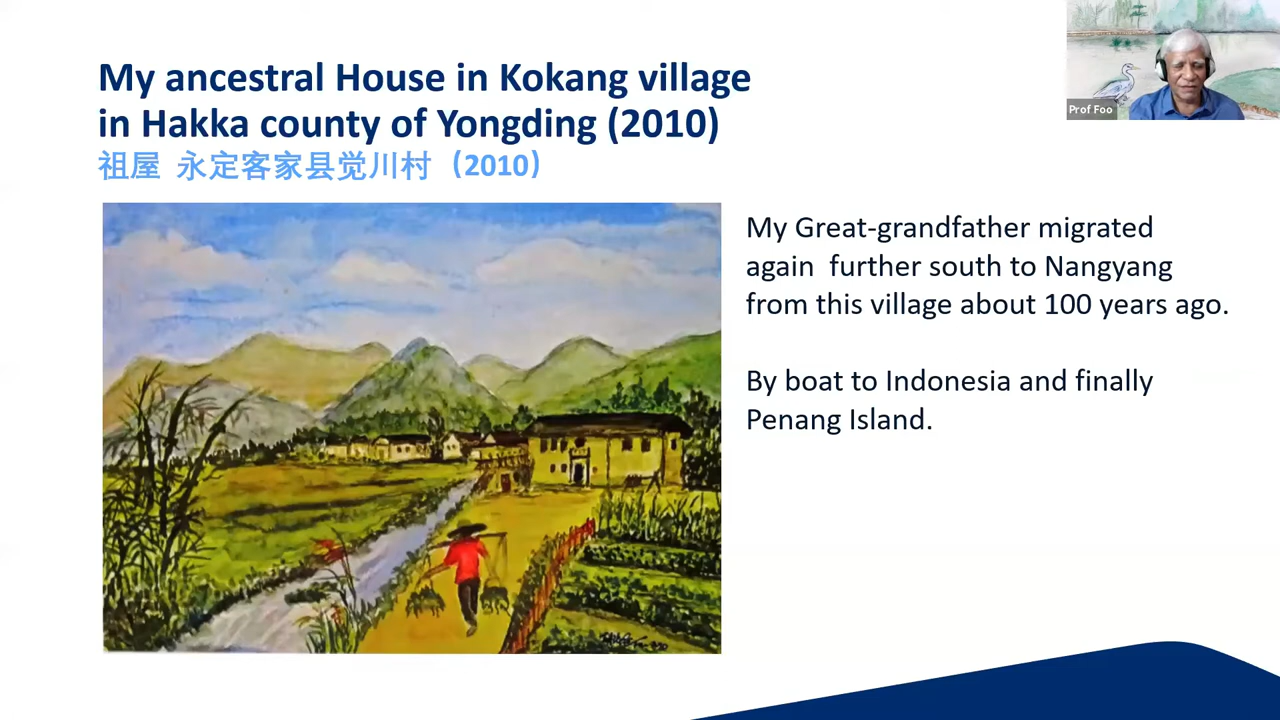 My ancestral House in Kokang village
in Hakka county of Yongding (2010)
祖屋 永定客家县觉川村（2010）
My Great-grandfather migrated
again further south to Nangyang
from this village about 100 years ago.
By boat to Indonesia and finally
Penang Island.
Prof Foo